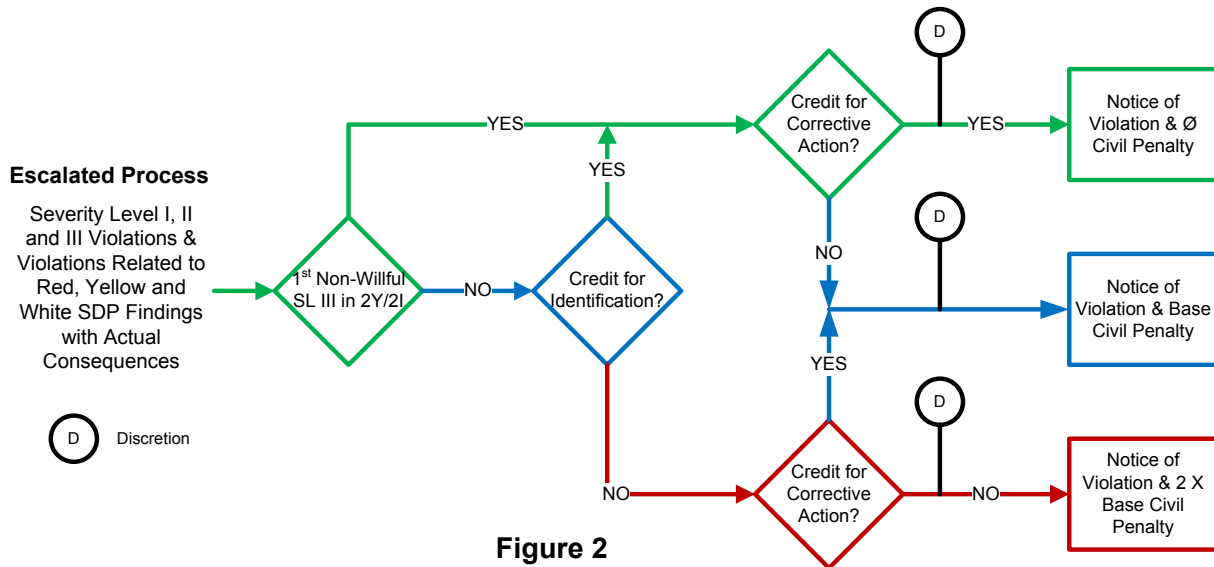 Escalated Process
Severity Level I, II
and III Violations &
Violations Related to
Red, Yellow and
White SDP Findings
with Actual
Consequences
D
Discretion
1st Non-Willful
SL III in 2Y/2I
YES
NO
Credit for
Identification?
YES
NO
Credit for
Corrective
Action?
D
YES
Notice of
Violation & Ø
Civil Penalty
NO
D
Notice of
Violation & Base
Civil Penalty
YES
Credit for
Corrective
Action?
D
NO
Notice of
Violation & 2 X
Base Civil
Penalty
Figure 2